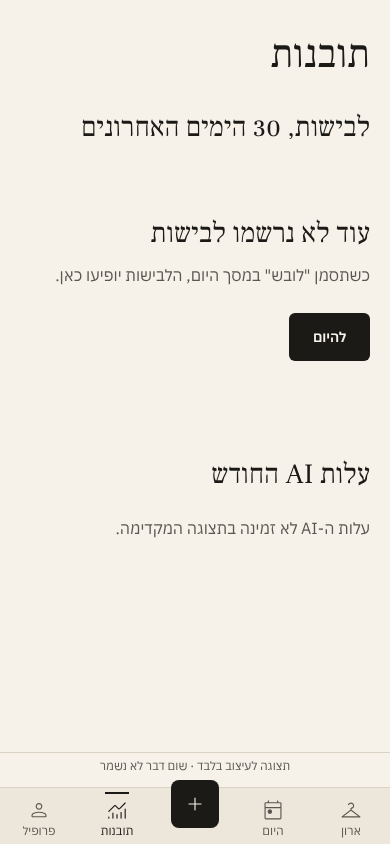 תובנות
לבישות, 30 הימים האחרונים
עוד לא נרשמו לבישות
כשתסמן "לובש" במסך היום, הלבישות יופיעו כאן.
להיום
עלות AI החודש
עלות ה-AI לא זמינה בתצוגה המקדימה.
תצוגה לעיצוב בלבד · שום דבר לא נשמר
ארון
היום
תובנות
פרופיל